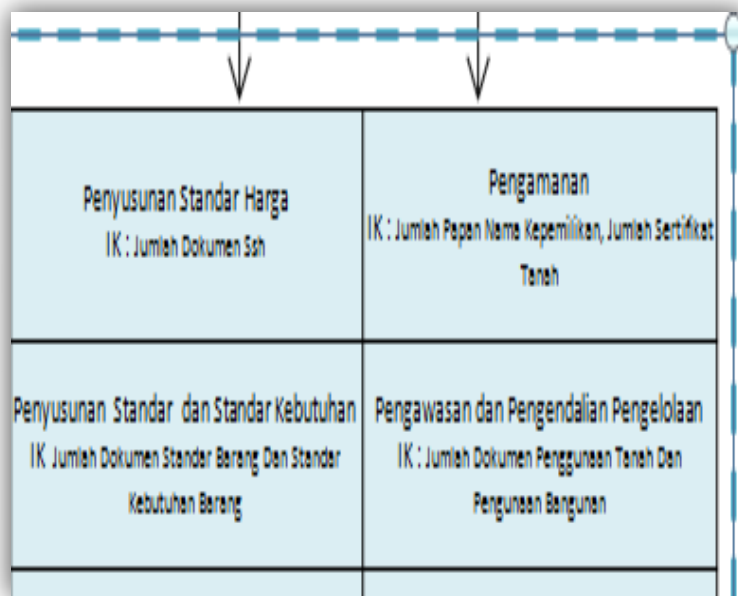 Penyusunan Standar Harga
IK : Jumlah Dokumen Ssh
Pengamanan
IK : Jumlah Papan Nama Kepemilikan, Jumlah Sertifikat
Tanah
Penyusunan Standar dan Standar Kebutuhan
IK Jumlah Dokumen Standar Barang Dan Standar
Kebutuhan Barang
Pengawasan dan Pengendalian Pengelolaan
IK : Jumlah Dokumen Penggunaan Tanah Dan
Pengunaan Bangunan